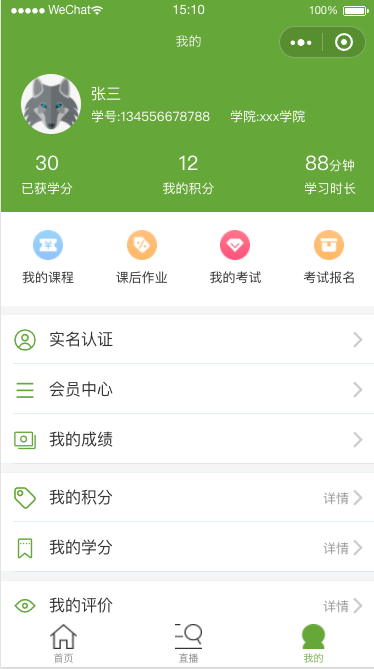 ●●●●● WeChat 15:10 100%
我的
张三
学号:134556678788 学院:xxx学院
30 12 88分钟
已获学分 我的积分 学习时长
我的课程 课后作业 我的考试 考试报名
实名认证
会员中心
我的成绩
我的积分 详情
我的学分 详情
我的评价 详情
首页 直播 我的